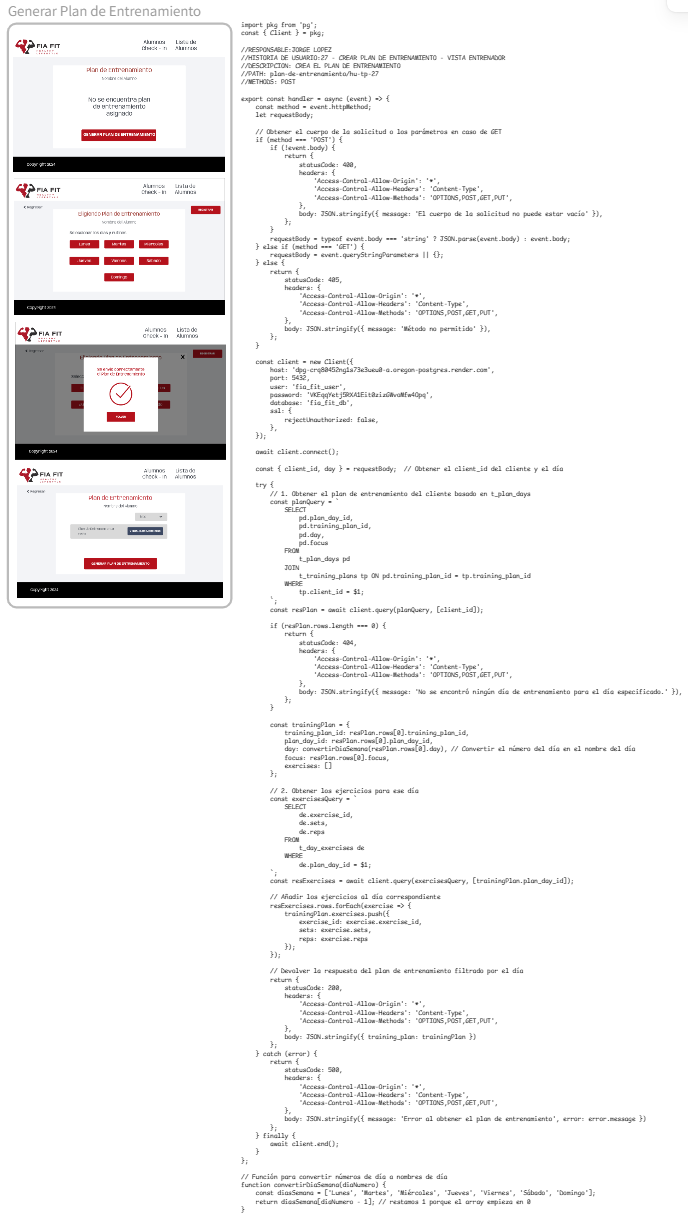 Generar Plan de Entrenamiento
FIA FIT
Alumnos
Check - in
Lista de
Alumnos
Plan de Entrenamiento
Nombre del Alumno
No se encuentra plan
de entrenamiento
asignado
GENERAR PLAN DE ENTRENAMIENTO
Copyright 2024
FIA FIT
Alumnos
Check - in
Lista de
Alumnos
< Regresar
Eligiendo Plan de Entrenamiento
Nombre del Alumno
Lunes Martes Miércoles
Jueves Viernes Sábado
Domingo
Copyright 2024
FIA FIT
Alumnos
Check - in
Lista de
Alumnos
X
Se envió correctamente
el Plan de Entrenamiento
Copyright 2024
FIA FIT
Alumnos
Check - in
Lista de
Alumnos
< Regresar
Plan de Entrenamiento
GENERAR PLAN DE ENTRENAMIENTO
Copyright 2024
import pkg from 'pg';
const { Client } = pkg;
//RESPONSABLE:JORGE LOPEZ
//HISTORIA DE USUARIO:27 - CREAR PLAN DE ENTRENAMIENTO - VISTA ENTRENADOR
//DESCRIPCION: CREA EL PLAN DE ENTRENAMIENTO
//PATH: plan-de-entrenamiento/hu-tp-27
//METHODS: POST
export const handler = async (event) => {
const method = event.httpMethod;
let requestBody;
// Obtener el cuerpo de la solicitud o los parámetros en caso de GET
if (method === 'POST') {
if (!event.body) {
return {
statusCode: 400,
headers: {
'Access-Control-Allow-Origin': '*',
'Access-Control-Allow-Headers': 'Content-Type',
'Access-Control-Allow-Methods': 'OPTIONS,POST,GET,PUT',
},
body: JSON.stringify({ message: 'El cuerpo de la solicitud no puede estar vacío' }),
};
}
requestBody = typeof event.body === 'string' ? JSON.parse(event.body) : event.body;
} else if (method === 'GET') {
requestBody = event.queryStringParameters || {};
} else {
return {
statusCode: 405,
headers: {
'Access-Control-Allow-Origin': '*',
'Access-Control-Allow-Headers': 'Content-Type',
'Access-Control-Allow-Methods': 'OPTIONS,POST,GET,PUT',
},
body: JSON.stringify({ message: 'Método no permitido' }),
};
}
const client = new Client({
host:
port: 5432,
user: 'fia_fit_user',
password:
database: 'fia_fit_db',
ssl: {
rejectUnauthorized: false,
},
});
await client.connect();
const { client_id, day } = requestBody; // Obtener el client_id del cliente y el día
try {
// 1. Obtener el plan de entrenamiento del cliente basado en t_plan_days
const planQuery = `
SELECT
pd.plan_day_id,
pd.training_plan_id,
pd.day,
pd.focus
FROM
t_plan_days pd
JOIN
t_training_plans tp ON pd.training_plan_id = tp.training_plan_id
WHERE
tp.client_id = $1;
`;
const resPlan = await client.query(planQuery, [client_id]);
if (resPlan.rows.length === 0) {
return {
statusCode: 404,
headers: {
'Access-Control-Allow-Origin': '*',
'Access-Control-Allow-Headers': 'Content-Type',
'Access-Control-Allow-Methods': 'OPTIONS,POST,GET,PUT',
},
body: JSON.stringify({ message: 'No se encontró ningún día de entrenamiento para el día especificado.' }),
};
}
const trainingPlan = {
training_plan_id: resPlan.rows[0].training_plan_id,
plan_day_id: resPlan.rows[0].plan_day_id,
day: convertirDiaSemana(resPlan.rows[0].day), // Convertir el número del día en el nombre del día
focus: resPlan.rows[0].focus,
exercises: []
};
// 2. Obtener los ejercicios para ese día
const exercisesQuery = `
SELECT
de.exercise_id,
de.sets,
de.reps
FROM
t_day_exercises de
WHERE
de.plan_day_id = $1;
`;
const resExercises = await client.query(exercisesQuery, [trainingPlan.plan_day_id]);
// Añadir los ejercicios al día correspondiente
resExercises.rows.forEach(exercise => {
trainingPlan.exercises.push({
exercise_id: exercise.exercise_id,
sets: exercise.sets,
reps: exercise.reps
});
});
// Devolver la respuesta del plan de entrenamiento filtrado por el día
return {
statusCode: 200,
headers: {
'Access-Control-Allow-Origin': '*',
'Access-Control-Allow-Headers': 'Content-Type',
'Access-Control-Allow-Methods': 'OPTIONS,POST,GET,PUT',
},
body: JSON.stringify({ training_plan: trainingPlan })
};
} catch (error) {
return {
statusCode: 500,
headers: {
'Access-Control-Allow-Origin': '*',
'Access-Control-Allow-Headers': 'Content-Type',
'Access-Control-Allow-Methods': 'OPTIONS,POST,GET,PUT',
},
body: JSON.stringify({ message: 'Error al obtener el plan de entrenamiento', error: error.message })
};
} finally {
await client.end();
}
};
// Función para convertir números de día a nombres de día
function convertirDiaSemana(diaNumero) {
const diasSemana = ['Lunes', 'Martes', 'Miércoles', 'Jueves', 'Viernes', 'Sábado', 'Domingo'];
return diasSemana[diaNumero - 1]; // restamos 1 porque el array empieza en 0
}